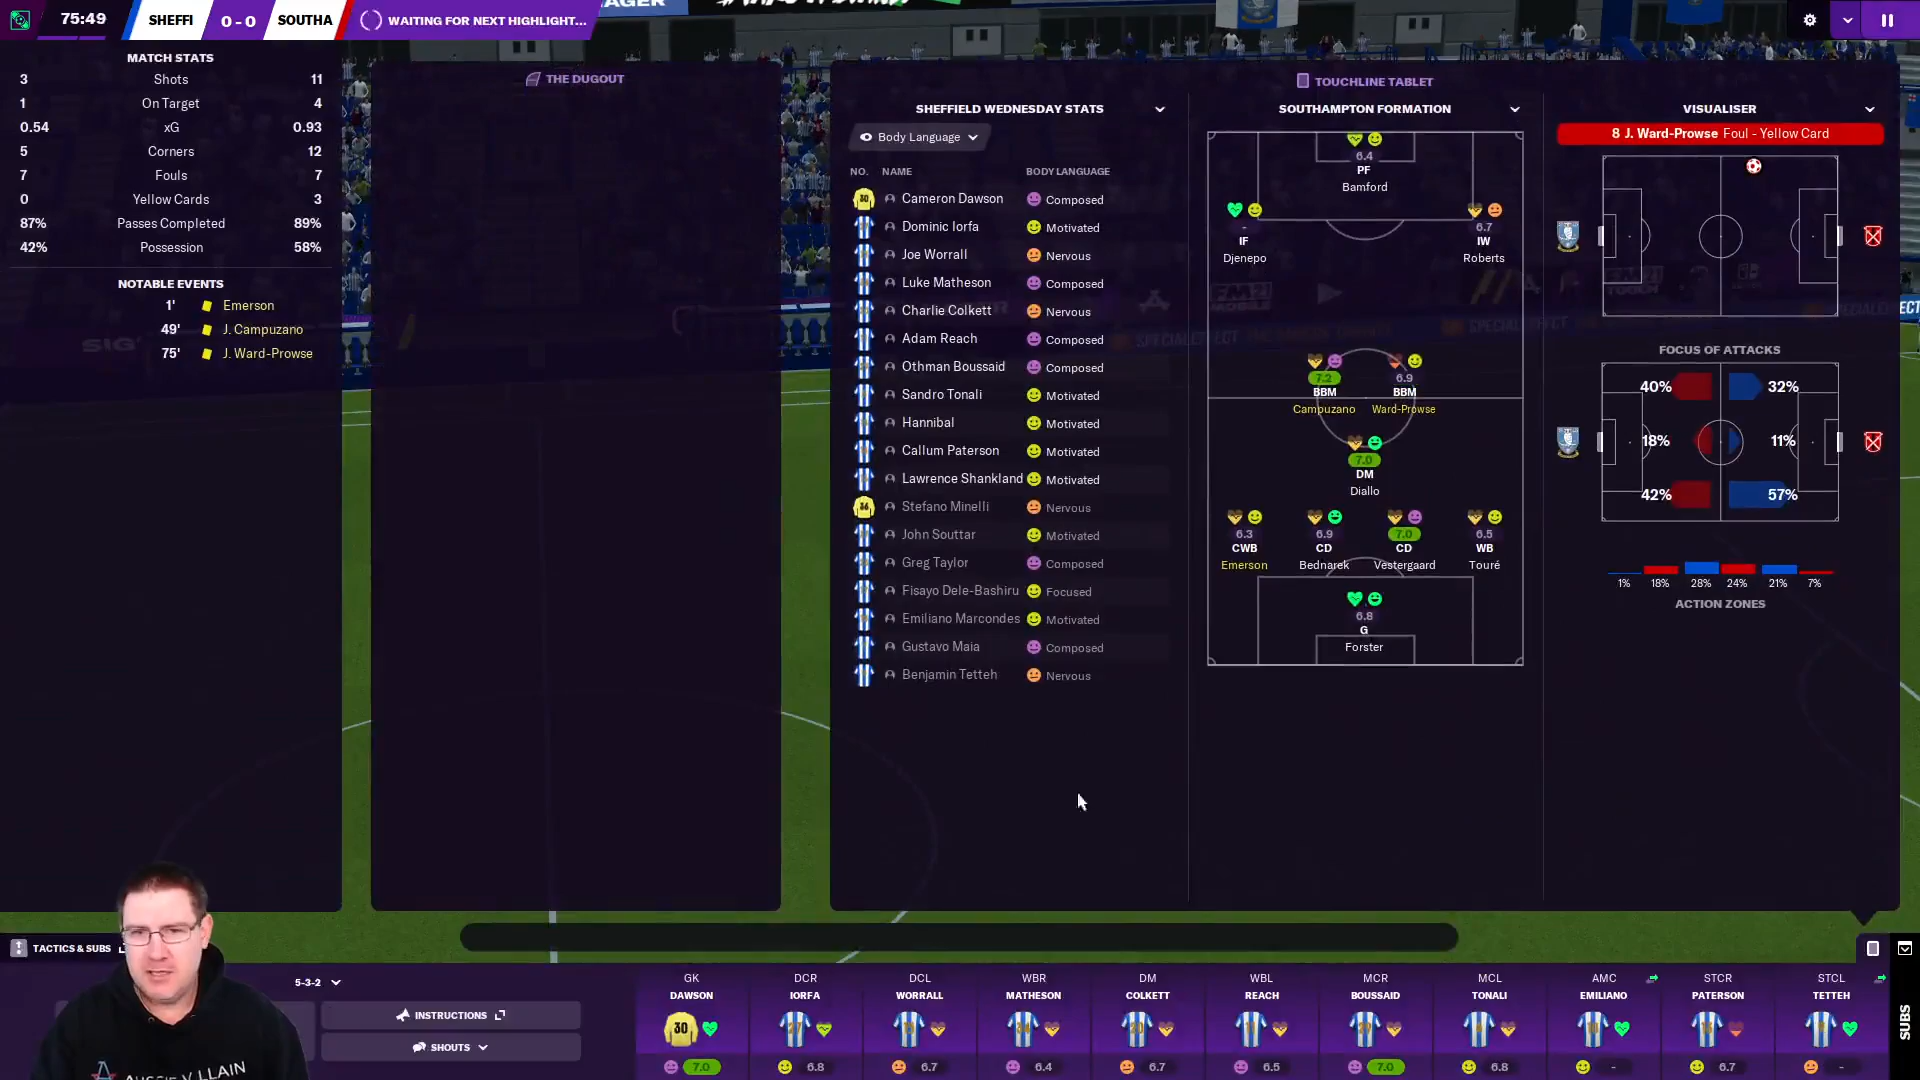 75:49
SHEFFI
0 - 0
SOUTHA
WAITING FOR NEXT HIGHLIGHT...
MATCH STATS
3 Shots 11
1 On Target 4
0.54 xG 0.93
5 Corners 12
7 Fouls 7
0 Yellow Cards 3
87% Passes Completed 89%
42% Possession 58%
NOTABLE EVENTS
1' Emerson
49' J. Campuzano
75' J. Ward-Prowse
THE DUGOUT
TOUCHLINE TABLET
SHEFFIELD WEDNESDAY STATS
Body Language
NO. NAME BODY LANGUAGE
30 Cameron Dawson Composed
Dominic Iorfa Motivated
Joe Worrall Nervous
Luke Matheson Composed
Charlie Colkett Nervous
Adam Reach Composed
Othman Boussaid Composed
Sandro Tonali Motivated
Hannibal Motivated
Callum Paterson Motivated
Lawrence Shankland Motivated
Stefano Minelli Nervous
John Souttar Motivated
Greg Taylor Composed
Fisayo Dele-Bashiru Focused
Emiliano Marcondes Motivated
Gustavo Maia Composed
Benjamin Tetteh Nervous
SOUTHAMPTON FORMATION
6.4
PF
Bamford
- 6.7
IF IW
Djenepo Roberts
7.2 6.9
BBM BBM
Campuzano Ward-Prowse
7.0
DM
Diallo
6.3 6.9 7.0 6.5
CWB CD CD WB
Emerson Bednarek Vestergaard Touré
6.8
G
Forster
VISUALISER
8 J. Ward-Prowse Foul - Yellow Card
FOCUS OF ATTACKS
40% 32%
18% 11%
42% 57%
1% 18% 28% 24% 21% 7%
ACTION ZONES
TACTICS & SUBS
5-3-2
INSTRUCTIONS
SHOUTS
GK DCR DCL WBR DM WBL MCR MCL AMC STCR STCL
DAWSON IORFA WORRALL MATHESON COLKETT REACH BOUSSAID TONALI EMILIANO PATERSON TETTEH
30
7.0 6.8 6.7 6.4 6.7 6.5 7.0 6.8 - 6.7 -
SUBS